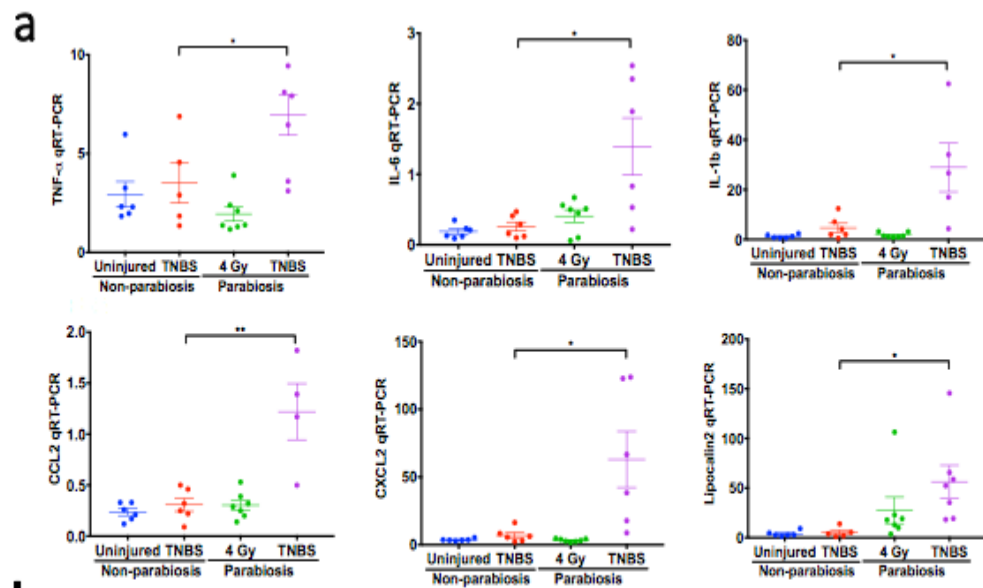 a
TNF-α qRT-PCR
10
5
0
*
Uninjured TNBS 4 Gy TNBS
Non-parabiosis Parabiosis
IL-6 qRT-PCR
3
2
1
0
*
Uninjured TNBS 4 Gy TNBS
Non-parabiosis Parabiosis
IL-1b qRT-PCR
80
60
40
20
0
*
Uninjured TNBS 4 Gy TNBS
Non-parabiosis Parabiosis
CCL2 qRT-PCR
2.0
1.5
1.0
0.5
0.0
**
Uninjured TNBS 4 Gy TNBS
Non-parabiosis Parabiosis
CXCL2 qRT-PCR
150
100
50
0
*
Uninjured TNBS 4 Gy TNBS
Non-parabiosis Parabiosis
Lipocalin2 qRT-PCR
200
150
100
50
0
*
Uninjured TNBS 4 Gy TNBS
Non-parabiosis Parabiosis